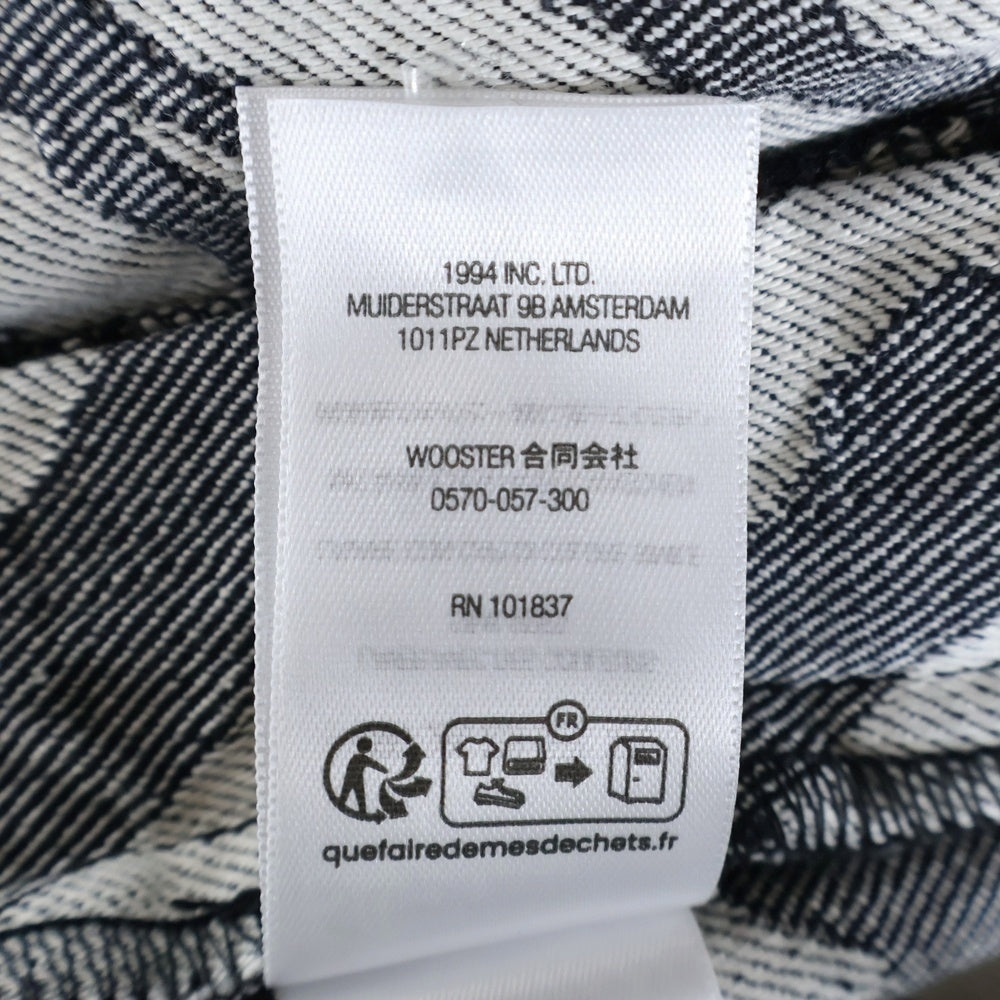 1994 INC. LTD.
MUIDERSTRAAT 9B AMSTERDAM
1011PZ NETHERLANDS
WOOSTER 合同会社
0570-057-300
RN 101837
FR
quefairedemesdechets.fr